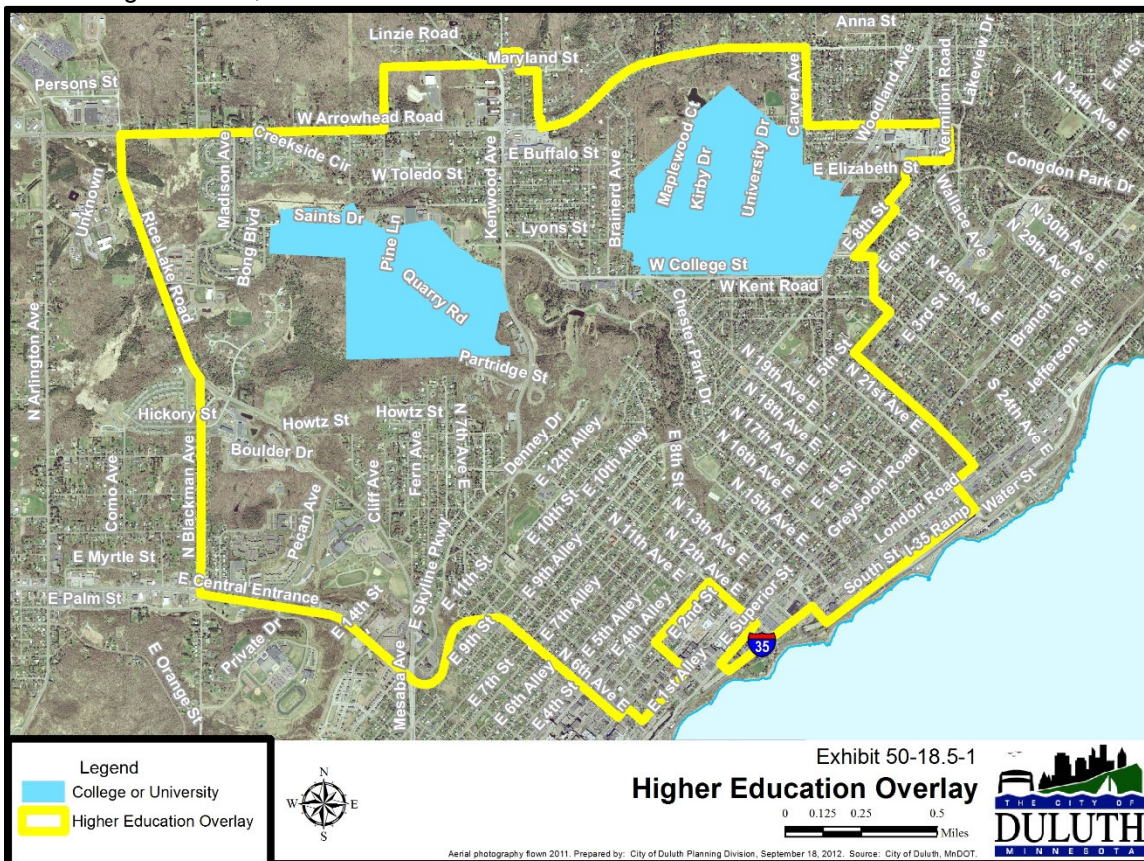 Linzie Road
Anna St
Maryland St
Persons St
W Arrowhead Road
Creekside Cir
Madison Ave
E Buffalo St
W Toledo St
Kenwood Ave
Brainerd Ave
Maplewood Ct
Kirby Dr
University Dr
Carver Ave
Woodland Ave
Vermilion Road
Lakeview Dr
N 34th Ave E
E 4th St
E Elizabeth St
Congdon Park Dr
Wallace Ave
Unknown
Rice Lake Road
Bong Blvd
Saints Dr
Pine Ln
Quarry Rd
Lyons St
W College St
W Kent Road
E 8th St
E 6th St
N 30th Ave E
N 29th Ave E
N 26th Ave E
E 3rd St
Branch St
Jefferson St
S 24th Ave E
N Arlington Ave
Partridge St
Chester Park Dr
N 19th Ave E
E 5th St
N 21st Ave E
N 18th Ave E
N 17th Ave E
N 16th Ave E
N 15th Ave E
E 1st St
Greysolon Road
London Road
Water St
I-35 Ramp
South St
Hickory St
Howtz St
Howtz St
Boulder Dr
N 7th Ave E
Denney Dr
E 12th Alley
E 10th Alley
E 8th St
Como Ave
N Blackman Ave
Pecan Ave
Cliff Ave
Fern Ave
E Skyline Pkwy
E 11th St
E 10th St
E 9th Alley
N 11th Ave E
N 13th Ave E
N 12th Ave E
E Myrtle St
E Palm St
E Central Entrance
E 14th St
Mesaba Ave
E 9th St
E 7th Alley
E 5th Alley
E 4th Alley
E 2nd St
E Superior St
35
E Orange St
Private Dr
E 7th St
E 6th Alley
E 4th St
N 6th Ave E
E 1st Alley
Legend
College or University
Higher Education Overlay
N
W
E
S
Exhibit 50-18.5-1
Higher Education Overlay
0 0.125 0.25 0.5
Miles
THE CITY OF
DULUTH
MINNESOTA
Aerial photography flown 2011. Prepared by: City of Duluth Planning Division, September 18, 2012. Source: City of Duluth, MnDOT.